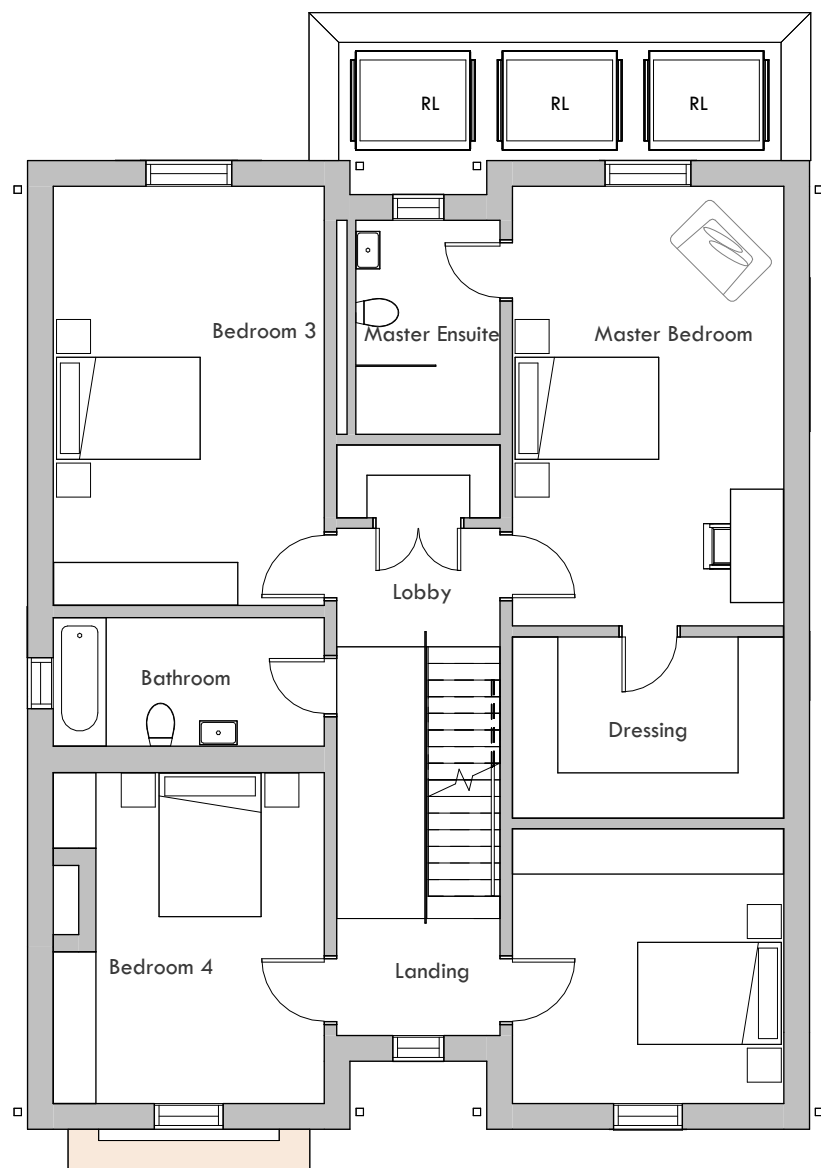 RL
RL
RL
Bedroom 3
Master Ensuite
Master Bedroom
Lobby
Bathroom
Dressing
Bedroom 4
Landing